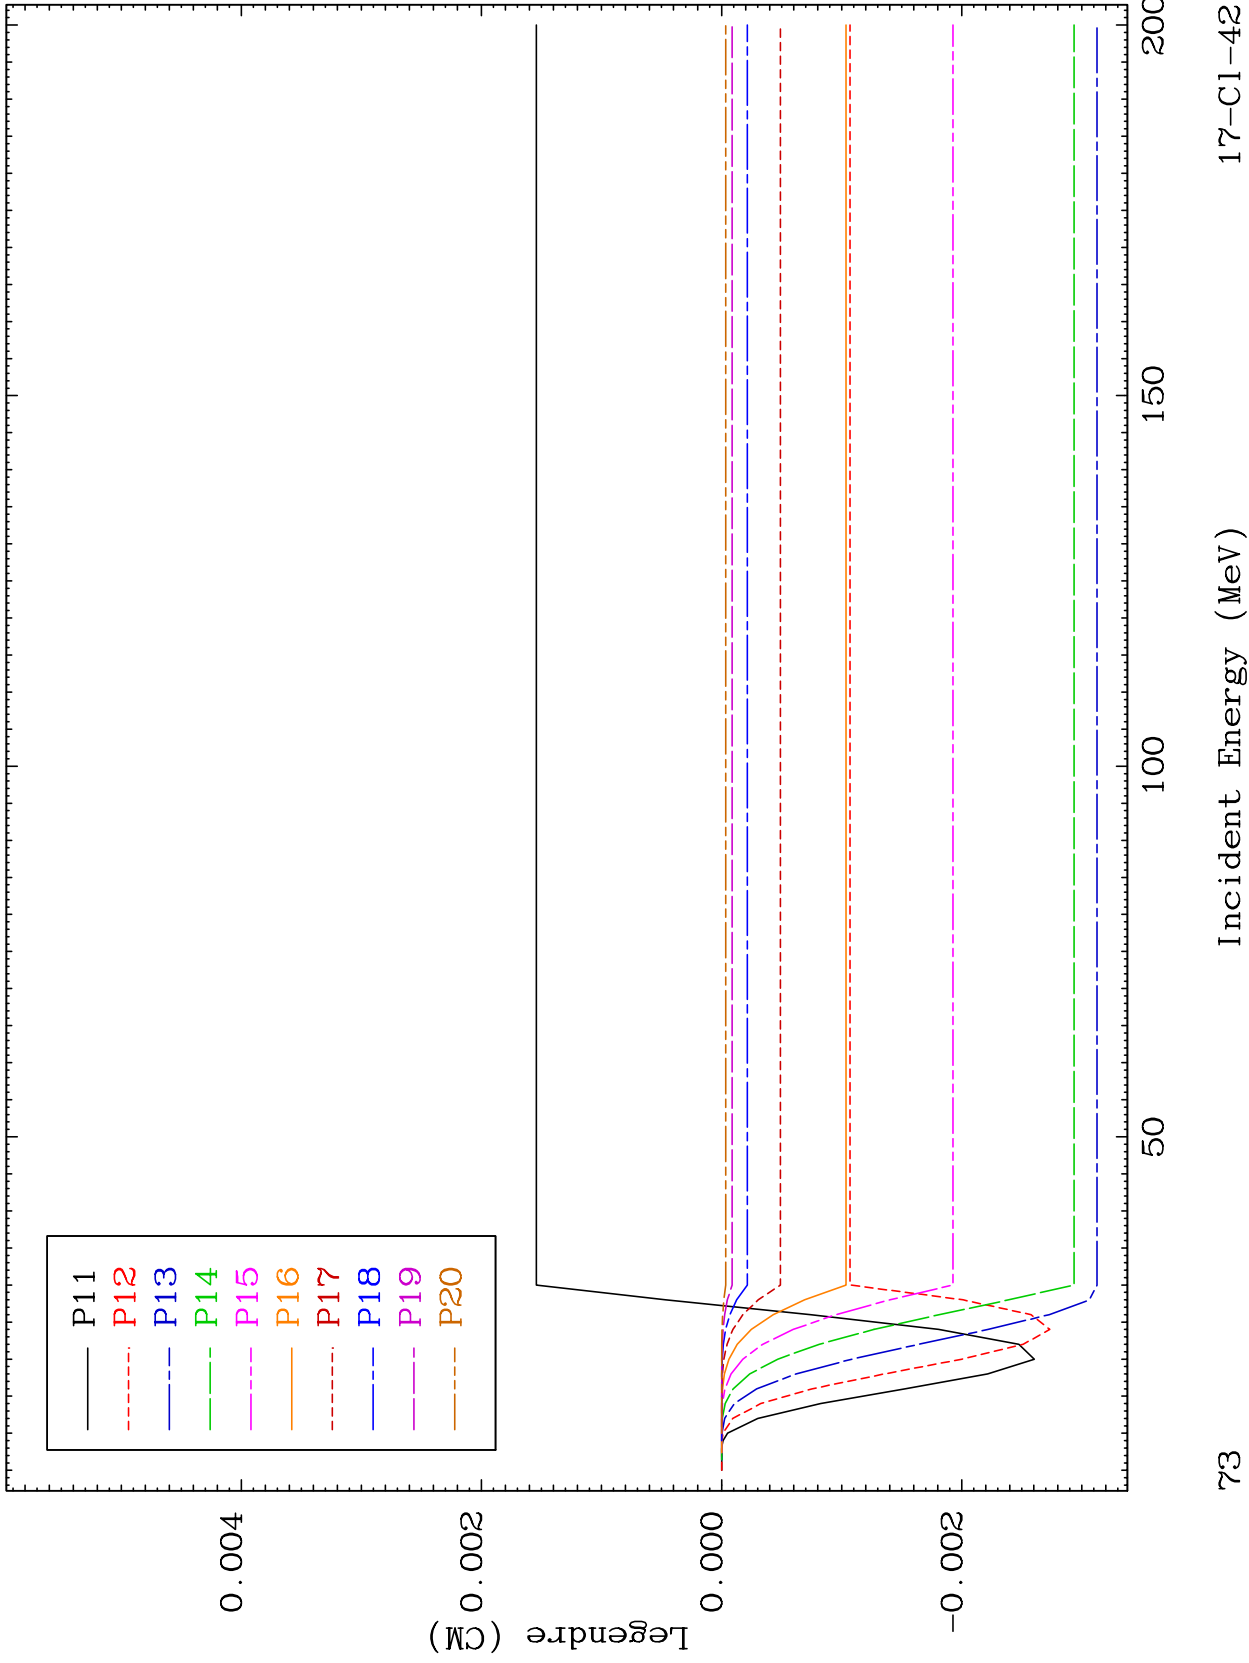 P11
P12
P13
P14
P15
P16
P17
P18
P19
P20
Legendre (CM)
0.004
0.002
0.000
-0.002
50
100
150
200
Incident Energy (MeV)
73
17-Cl-42